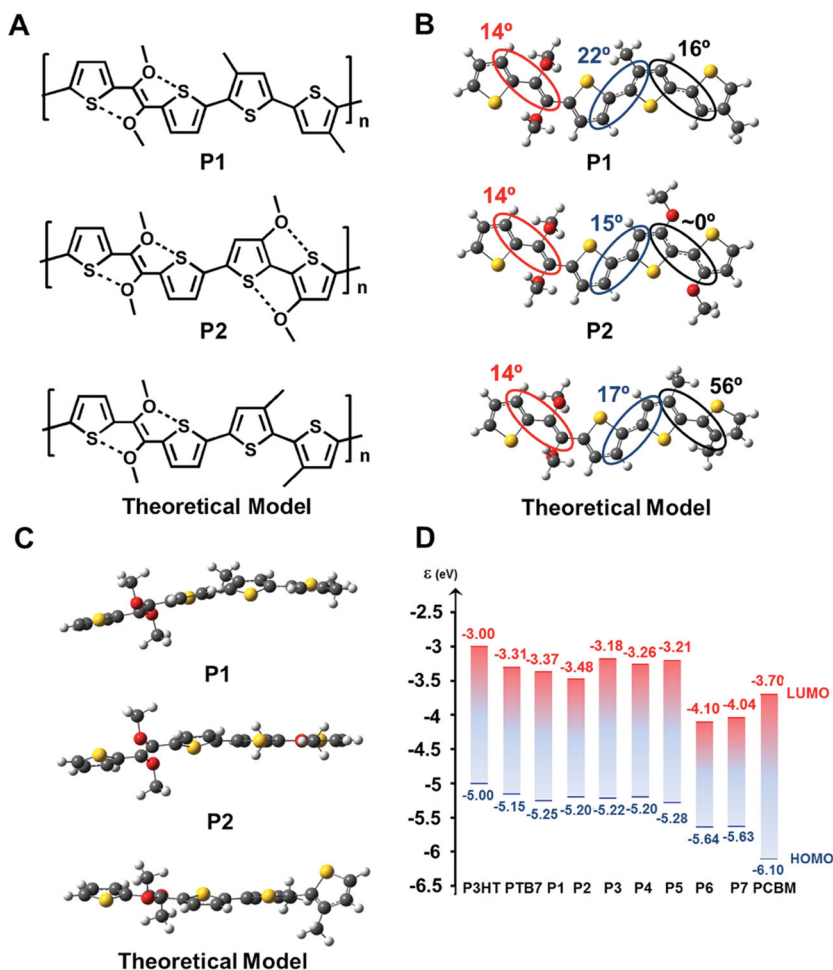 A
O
S
S
S
S
O
n
P1
O
S
S
S
S
O
O
O
n
P2
O
S
S
S
S
O
n
Theoretical Model
B
14º
22º
16º
P1
14º
15º
~0º
P2
14º
17º
56º
Theoretical Model
C
P1
P2
Theoretical Model
D
ε (eV)
-2.5
-3
-3.5
-4
-4.5
-5
-5.5
-6
-6.5
-3.00
-3.31
-3.37
-3.48
-3.18
-3.26
-3.21
-4.10
-4.04
-3.70
LUMO
-5.00
-5.15
-5.25
-5.20
-5.22
-5.20
-5.28
-5.64
-5.63
-6.10
HOMO
P3HT PTB7 P1 P2 P3 P4 P5 P6 P7 PCBM